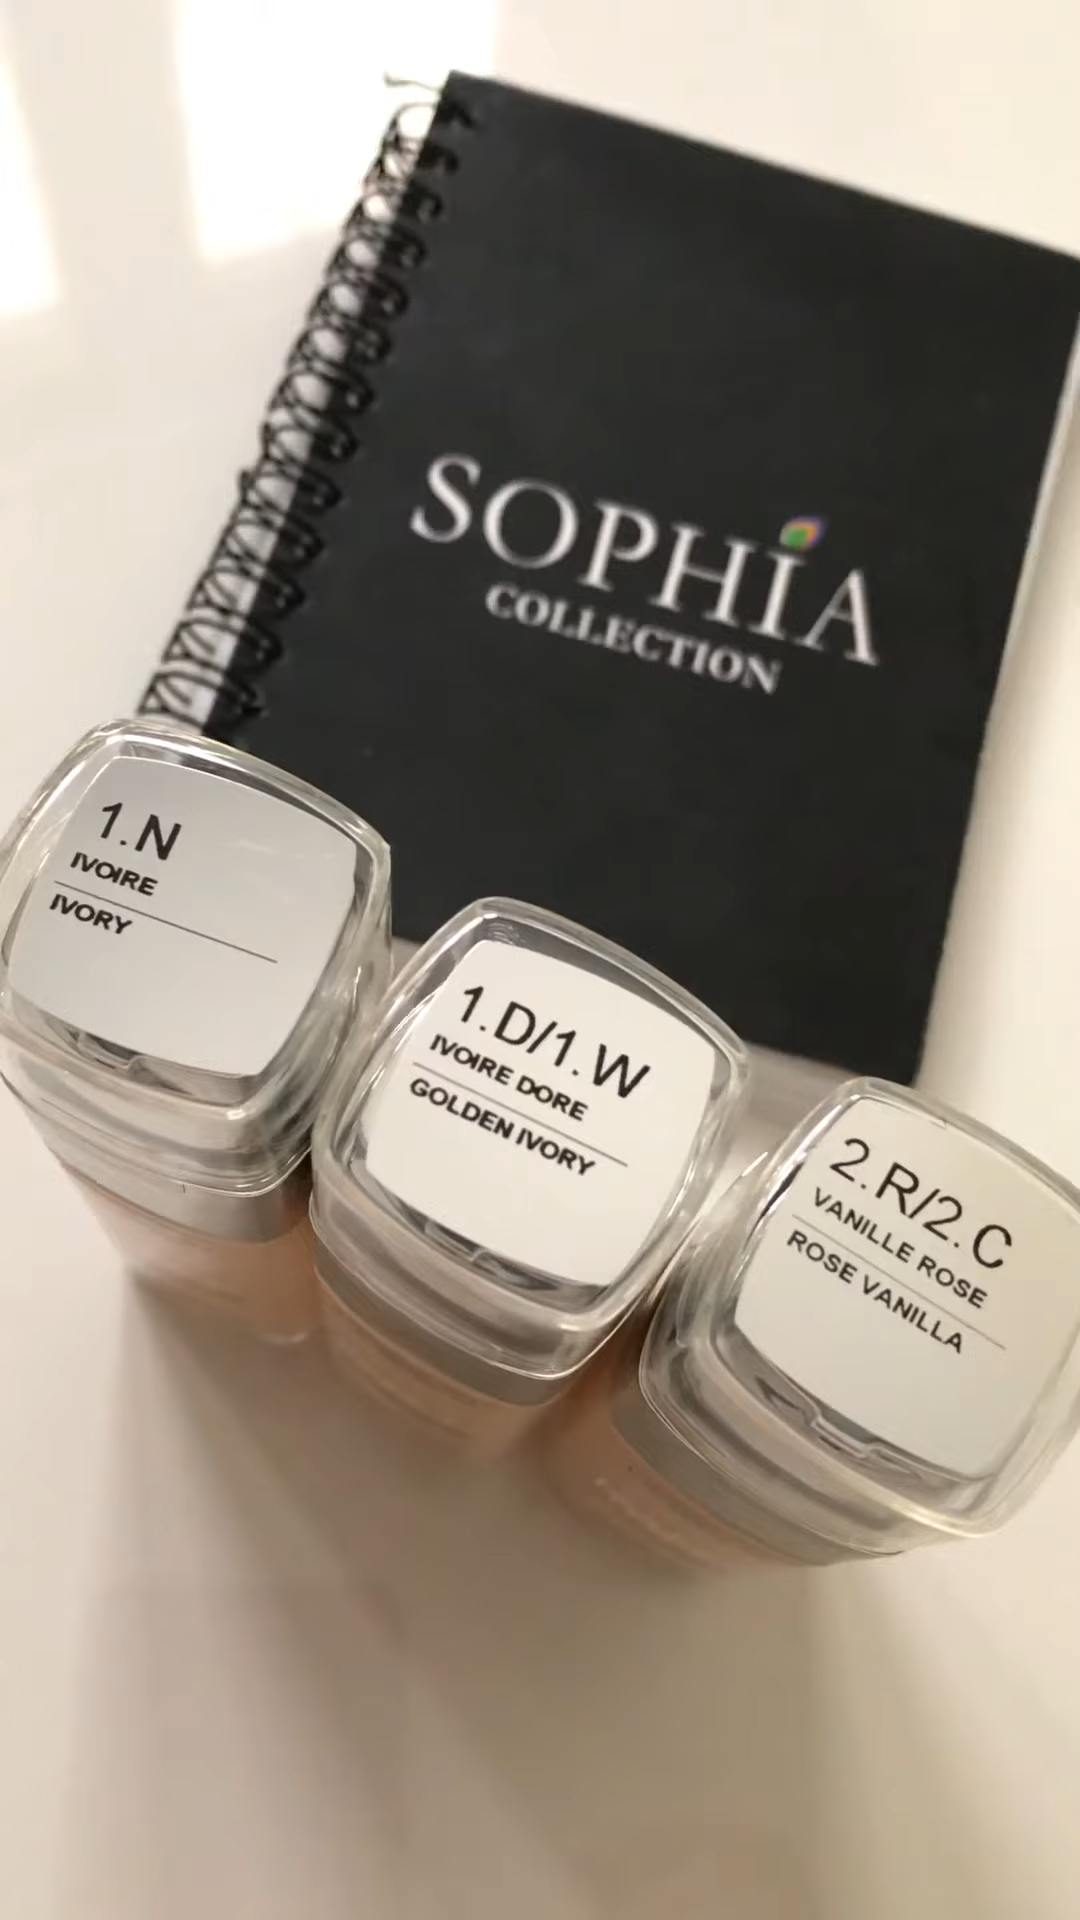 SOPHIA
COLLECTION
1.N
IVOIRE
IVORY
1.D/1.W
IVOIRE DORE
GOLDEN IVORY
2.R/2.C
VANILLE ROSE
ROSE VANILLA